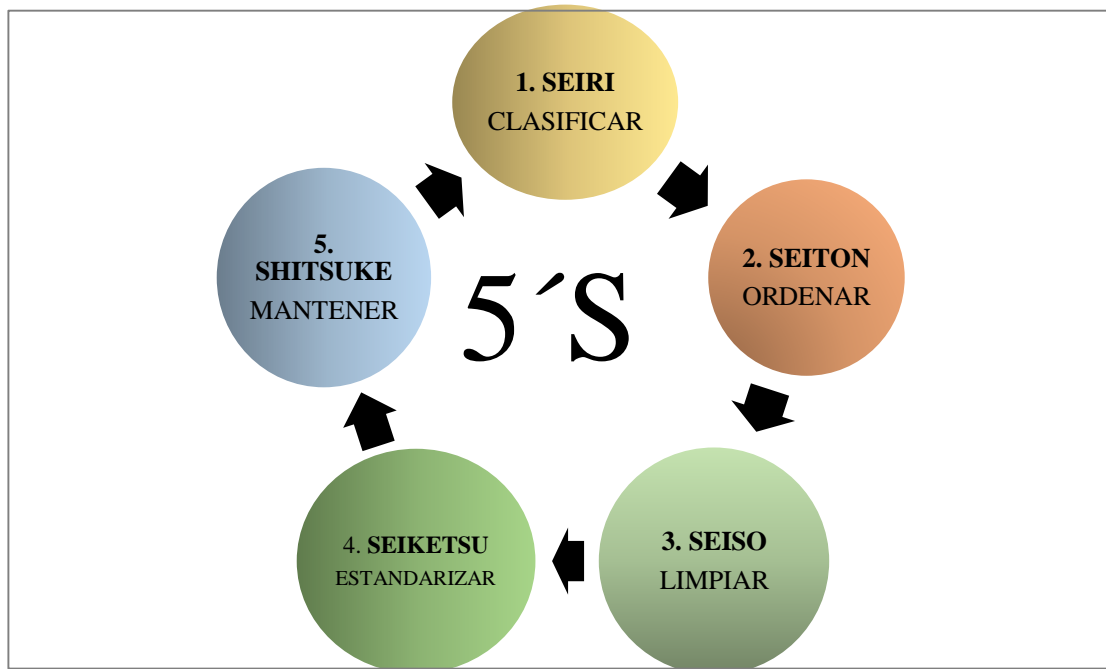 1. SEIRI
CLASIFICAR
2. SEITON
ORDENAR
3. SEISO
LIMPIAR
4. SEIKETSU
ESTANDARIZAR
5.
SHITSUKE
MANTENER
5´S